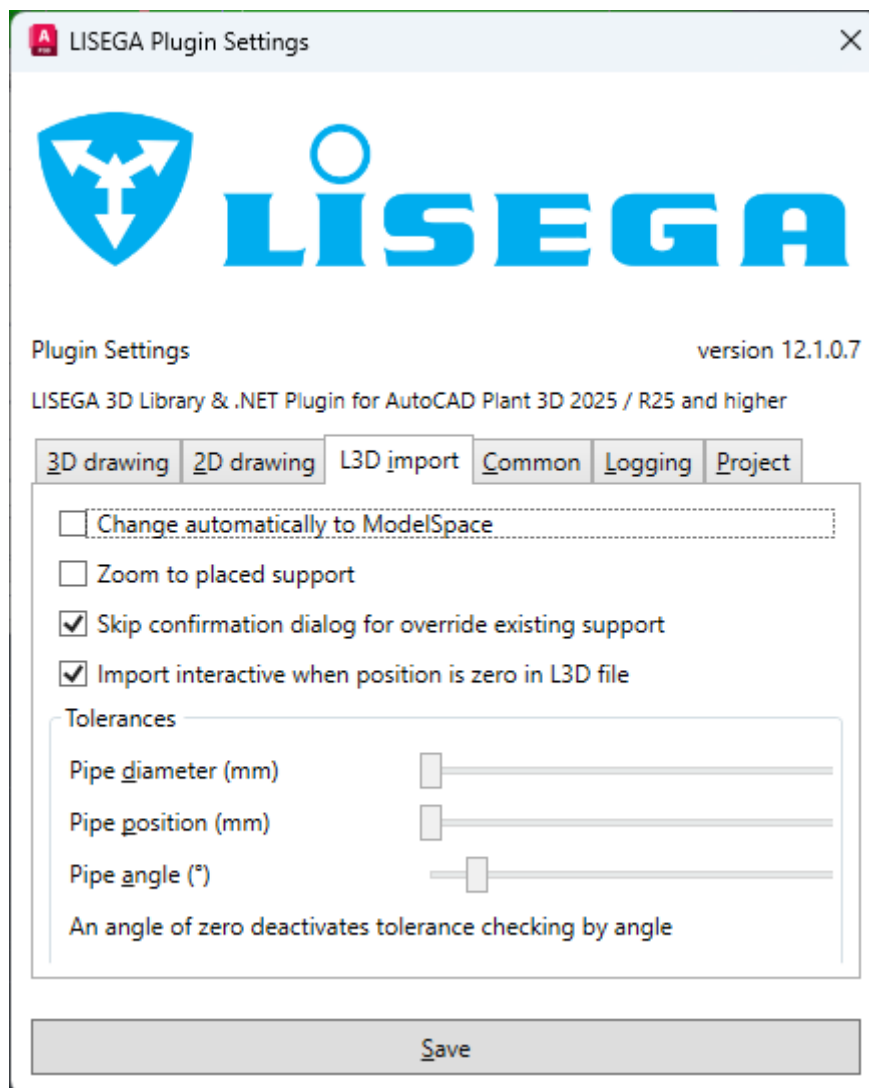 LISEGA Plugin Settings
LISEGA
Plugin Settings
version 12.1.0.7
LISEGA 3D Library & .NET Plugin for AutoCAD Plant 3D 2025 / R25 and higher
3D drawing 2D drawing L3D import Common Logging Project
Change automatically to ModelSpace
Zoom to placed support
Skip confirmation dialog for override existing support
Import interactive when position is zero in L3D file
Tolerances
Pipe diameter (mm)
Pipe position (mm)
Pipe angle (°)
An angle of zero deactivates tolerance checking by angle
Save